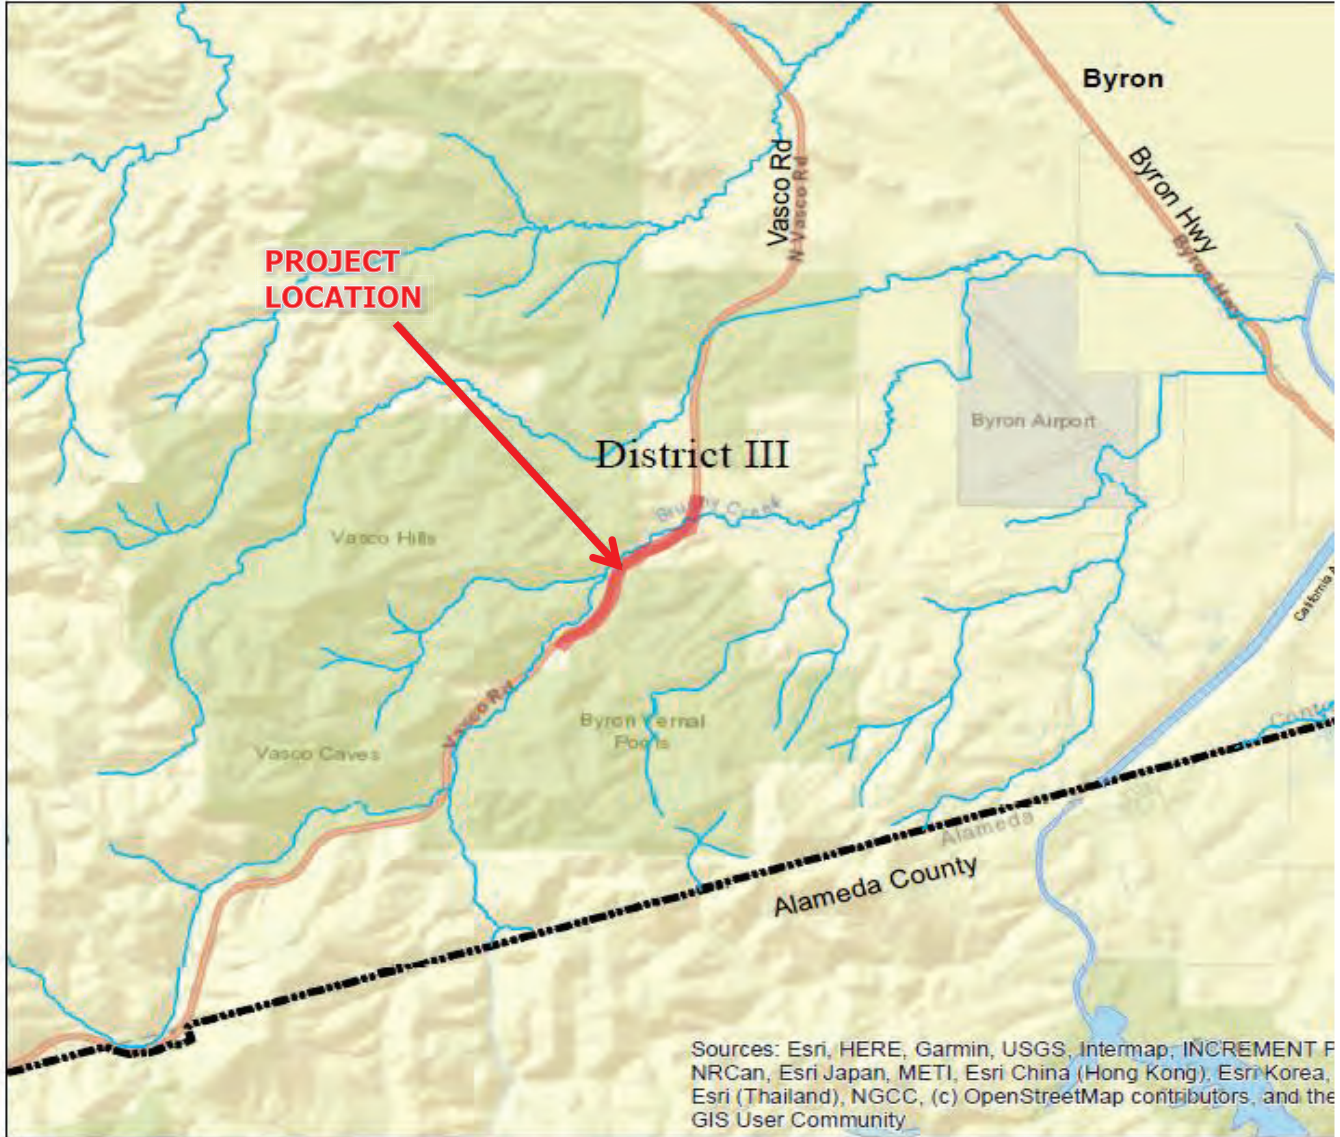 Byron
Vasco Rd
N Vasco Rd
Byron Hwy
Byron Hwy
PROJECT
LOCATION
Byron Airport
District III
Brushy Creek
Vasco Hills
California A
Vasco Rd
Byron Vernal
Pools
Vasco Caves
Alameda
Alameda County
Sources: Esri, HERE, Garmin, USGS, Intermap, INCREMENT P
NRCan, Esri Japan, METI, Esri China (Hong Kong), Esri Korea,
Esri (Thailand), NGCC, (c) OpenStreetMap contributors, and the
GIS User Community